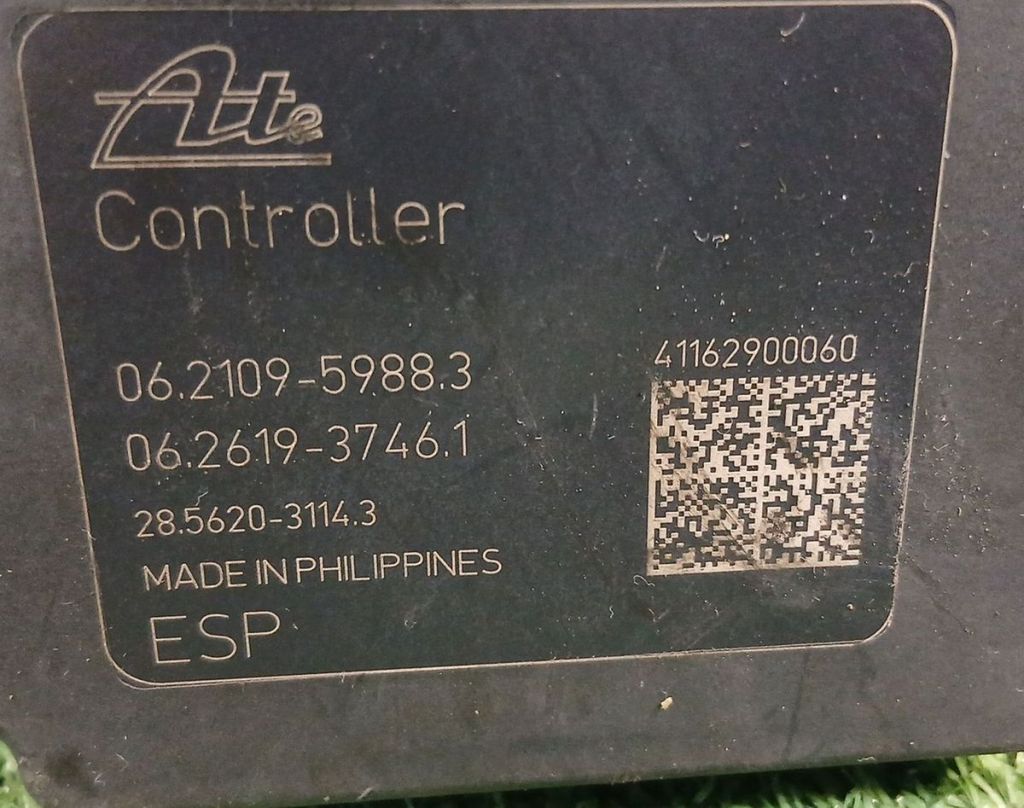 Ate
Controller
06.2109-5988.3
06.2619-3746.1
28.5620-3114.3
MADE IN PHILIPPINES
ESP
41162900060